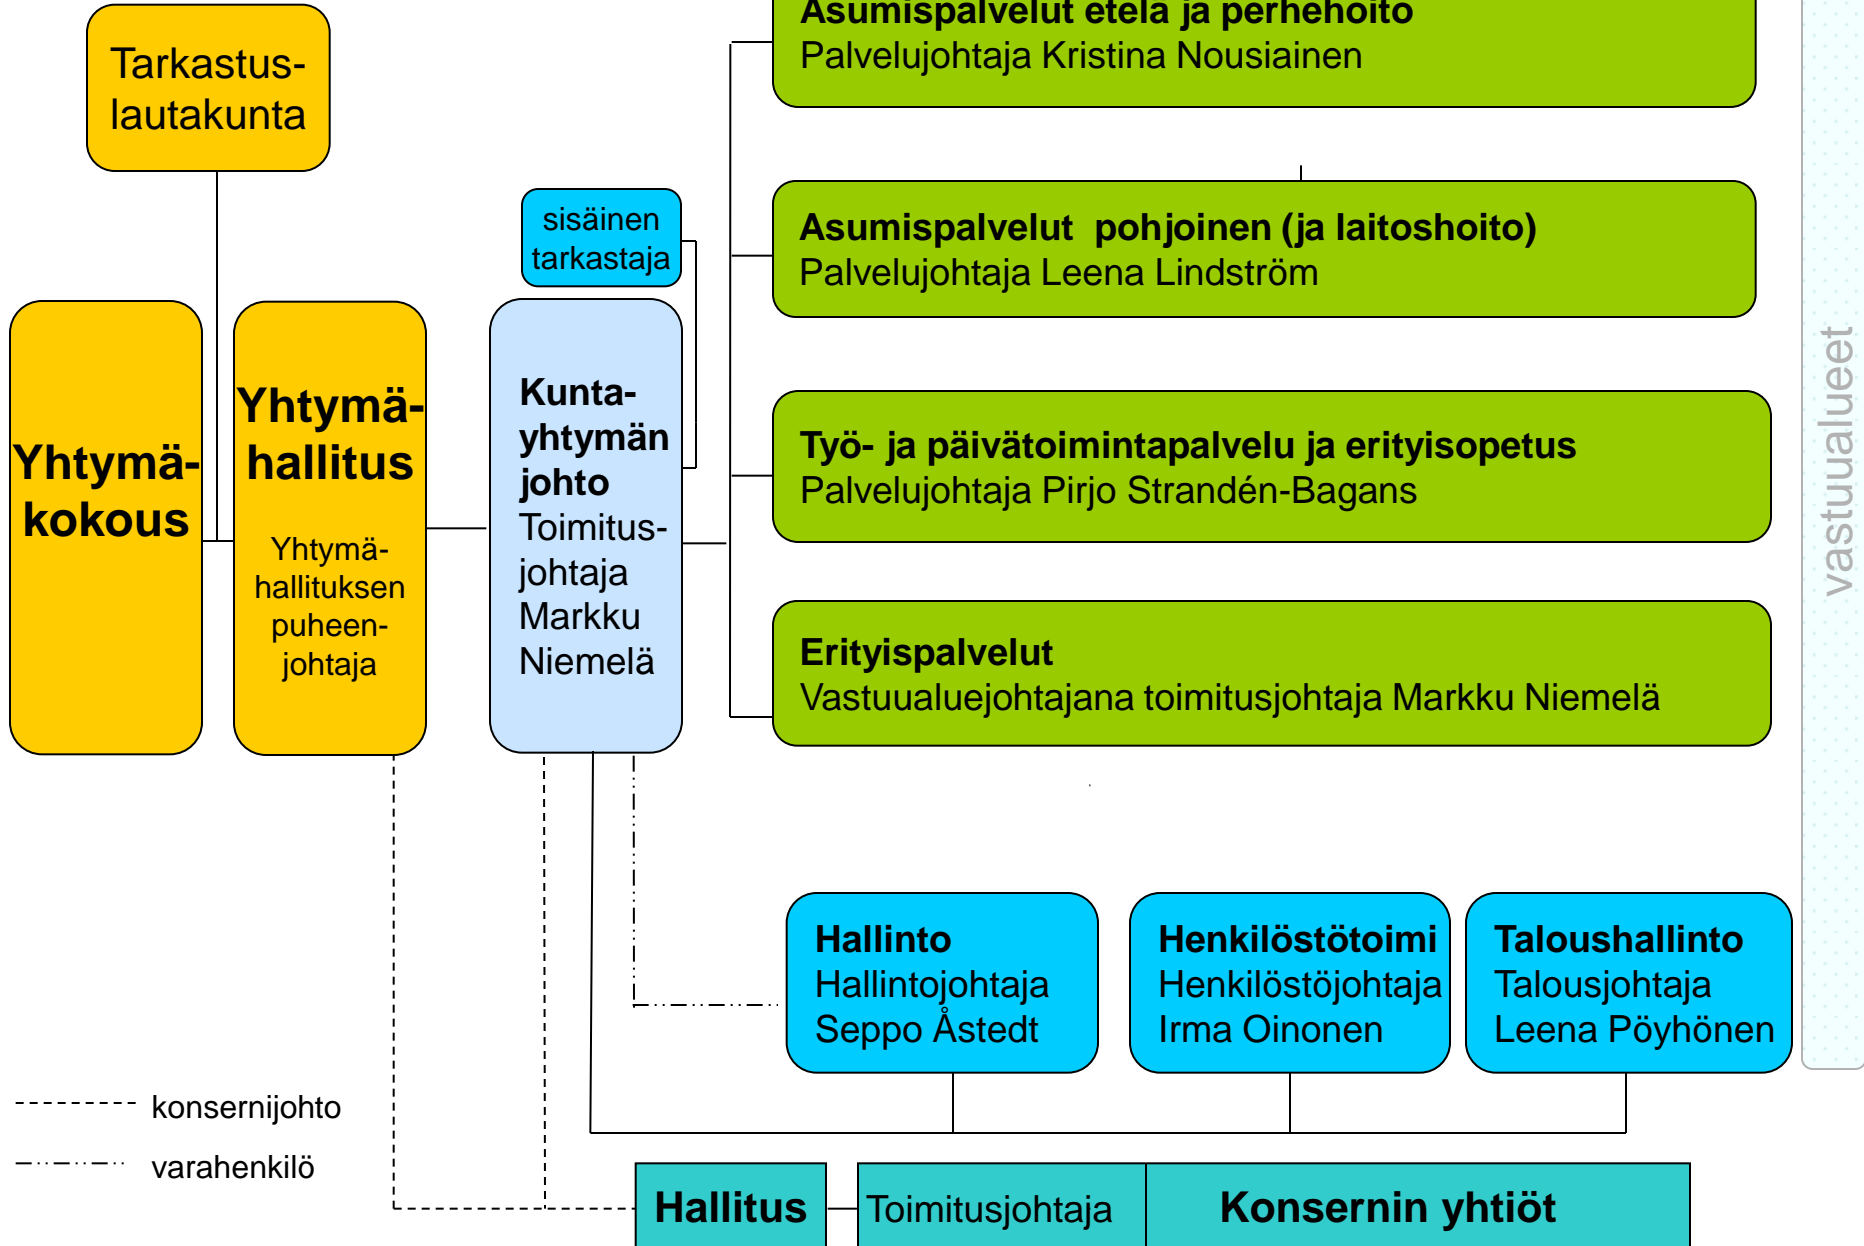 Tarkastus-
lautakunta
Asumispalvelut etelä ja perhehoito
Palvelujohtaja Kristina Nousiainen
sisäinen
tarkastaja
Asumispalvelut pohjoinen (ja laitoshoito)
Palvelujohtaja Leena Lindström
Yhtymä-
kokous
Yhtymä-
hallitus
Yhtymä-
hallituksen
puheen-
johtaja
Kunta-
yhtymän
johto
Toimitus-
johtaja
Markku
Niemelä
Työ- ja päivätoimintapalvelu ja erityisopetus
Palvelujohtaja Pirjo Strandén-Bagans
Erityispalvelut
Vastuualuejohtajana toimitusjohtaja Markku Niemelä
vastuualueet
Hallinto
Hallintojohtaja
Seppo Åstedt
Henkilöstötoimi
Henkilöstöjohtaja
Irma Oinonen
Taloushallinto
Talousjohtaja
Leena Pöyhönen
konsernijohto
varahenkilö
Hallitus
Toimitusjohtaja
Konsernin yhtiöt